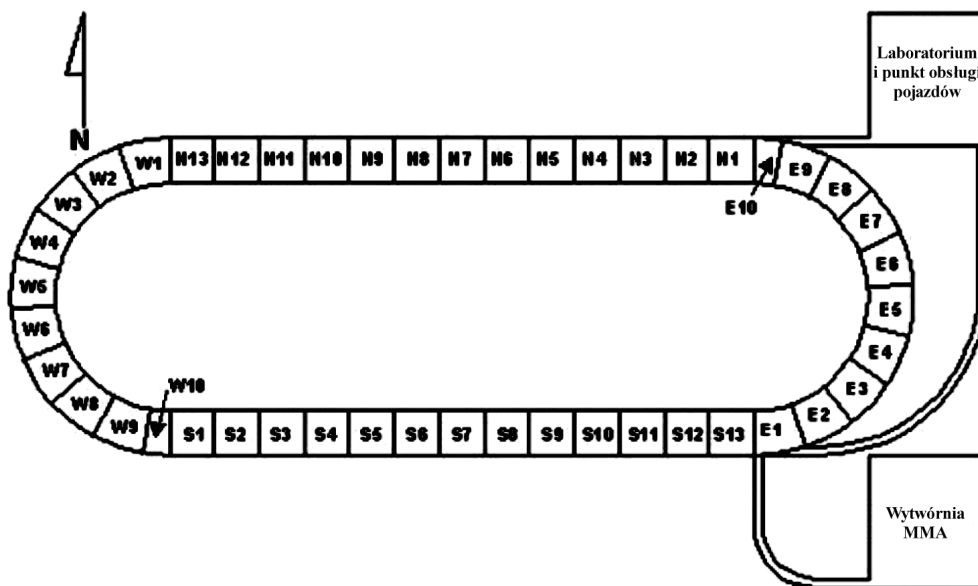 Laboratorium
i punkt obsługi
pojazdów
N
W1 N13 N12 N11 N10 N9 N8 N7 N6 N5 N4 N3 N2 N1 E9
W2 E8
E10
W3 E7
W4 E6
W5 E5
W6 E4
W7 W10 E3
W8 E2
W9 S1 S2 S3 S4 S5 S6 S7 S8 S9 S10 S11 S12 S13 E1
Wytwórnia
MMA